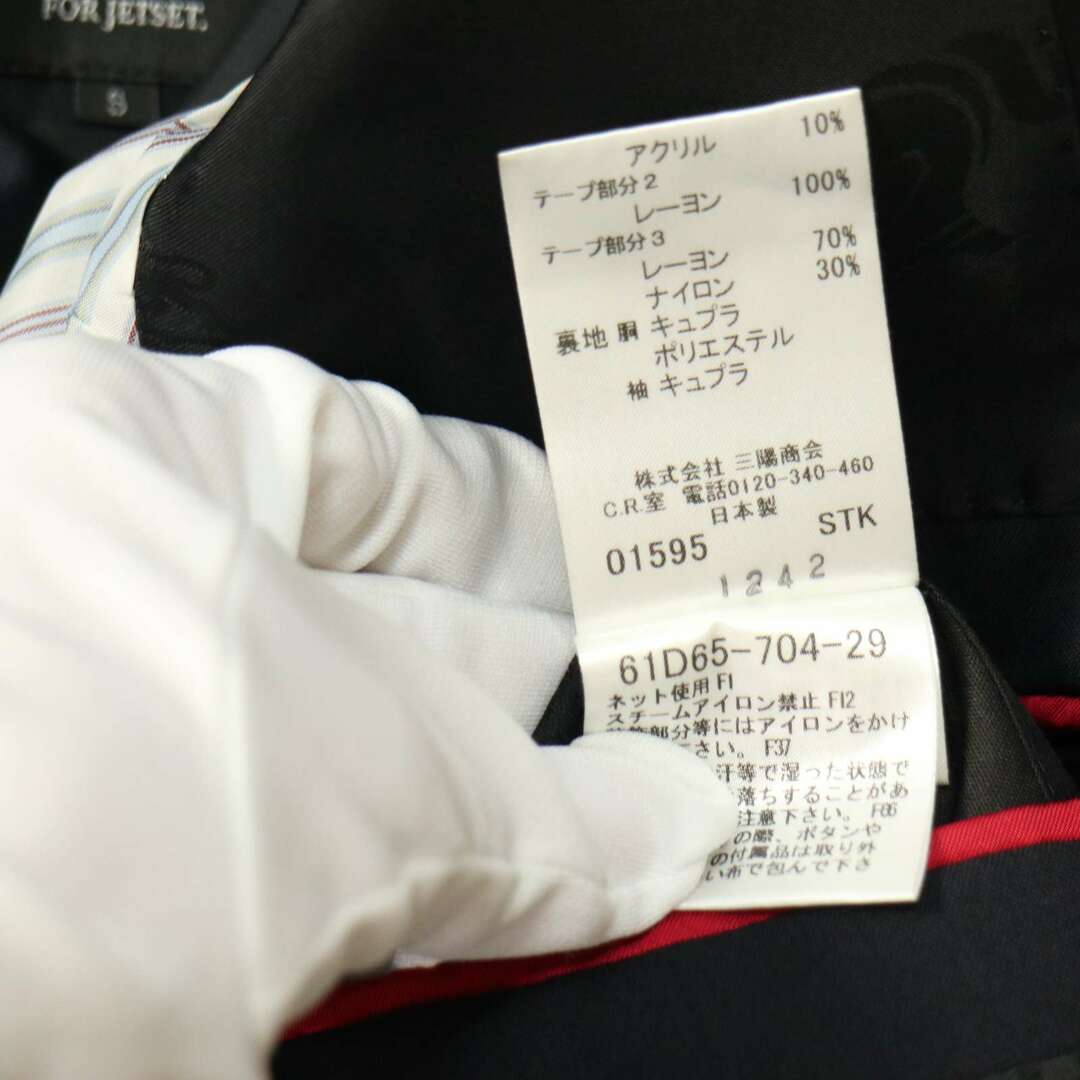 FOR JETSET.
S
アクリル 10%
テープ部分2
レーヨン 100%
テープ部分3
レーヨン 70%
ナイロン 30%
裏地 胴 キュプラ
ポリエステル
袖 キュプラ
株式会社 三陽商会
C.R.室 電話0120-340-460
日本製
01595 STK
1242
61D65-704-29
ネット使用 F1
スチームアイロン禁止 F12
部分等にはアイロンをかけ
さい。 F37
汗等で湿った状態で
落ちすることがあ
注意下さい。 F66
の際、ボタンや
の付属品は取り外
い布で包んで下さ